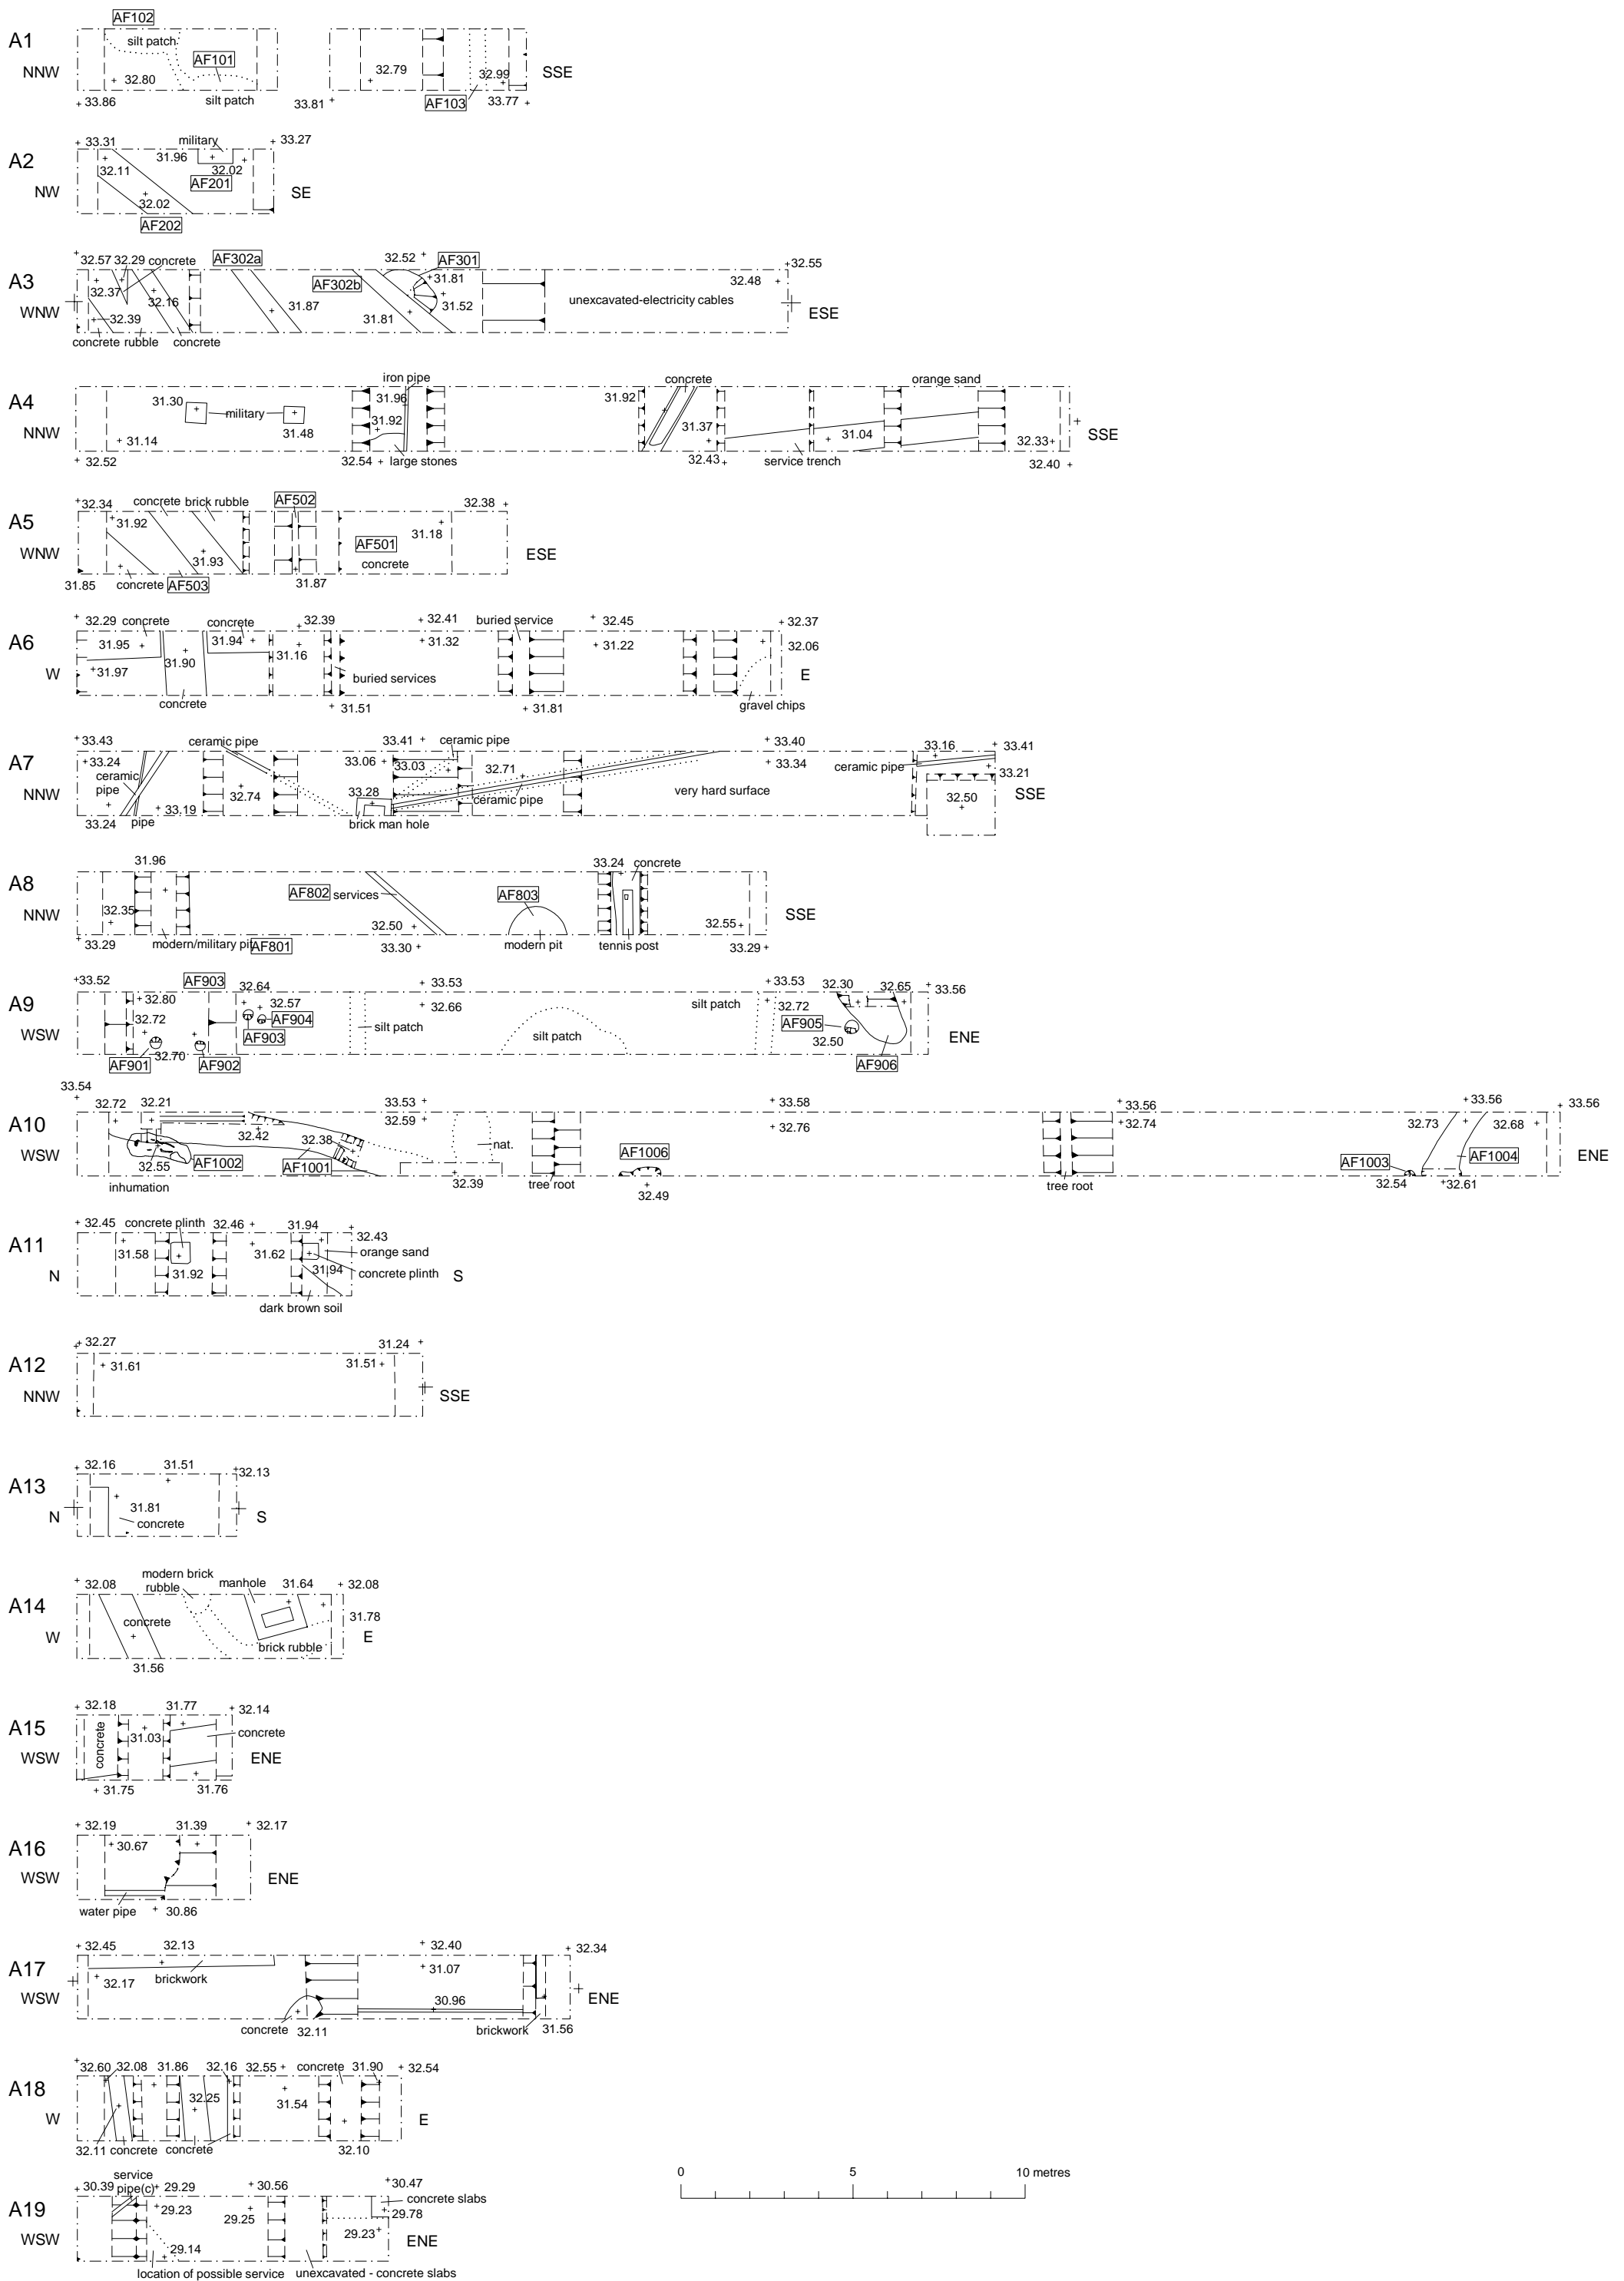 AF102
A1
silt patch
AF101
NNW
32.80
32.79
32.99
SSE
33.86
silt patch
33.81
AF103
33.77
33.31
military
33.27
A2
31.96
32.11
32.02
AF201
NW
SE
32.02
AF202
32.57 32.29 concrete
AF302a
32.52
AF301
32.55
A3
32.37
AF302b
31.81
32.48
32.16
31.87
31.52
unexcavated-electricity cables
WNW
32.39
31.81
ESE
concrete rubble
concrete
iron pipe
concrete
orange sand
A4
31.30
military
31.96
31.92
31.92
31.37
NNW
31.14
31.48
31.04
32.33
SSE
32.52
32.54
large stones
32.43
service trench
32.40
32.34
concrete brick rubble
AF502
32.38
A5
31.92
31.18
AF501
WNW
31.93
concrete
ESE
31.85
concrete
AF503
31.87
32.29 concrete
concrete
32.39
32.41
buried service
32.45
32.37
A6
31.95
31.94
31.32
31.22
32.06
31.90
31.16
W
31.97
buried services
E
concrete
31.51
31.81
gravel chips
33.43
ceramic pipe
33.41
ceramic pipe
33.40
33.16
33.41
A7
33.24
33.06
33.03
32.71
33.34
ceramic pipe
33.21
ceramic
pipe
NNW
32.74
33.28
very hard surface
32.50
SSE
33.19
ceramic pipe
33.24
pipe
brick man hole
31.96
33.24 concrete
A8
AF802 services
AF803
NNW
32.35
32.50
32.55
SSE
33.29
modern/military pit
AF801
33.30
modern pit
tennis post
33.29
33.52
AF903
32.64
33.53
33.53
32.30
32.65
33.56
A9
32.80
32.57
32.66
silt patch
32.72
32.72
AF904
silt patch
AF905
WSW
AF903
silt patch
32.50
ENE
32.70
AF901
AF902
AF906
33.54
32.72
32.21
33.53
33.58
33.56
33.56
33.56
A10
32.59
32.76
32.74
32.73
32.68
32.42
32.38
nat.
WSW
32.55
AF1002
AF1001
AF1006
AF1003
AF1004
ENE
inhumation
32.39
tree root
32.49
tree root
32.54
32.61
32.45
concrete plinth
32.46
31.94
32.43
A11
31.58
31.62
orange sand
N
31.92
31.94
concrete plinth
S
dark brown soil
32.27
31.24
A12
31.61
31.51
NNW
SSE
32.16
31.51
32.13
A13
31.81
N
concrete
S
modern brick
rubble
manhole
31.64
32.08
32.08
A14
concrete
31.78
W
brick rubble
E
31.56
32.18
31.77
32.14
A15
concrete
31.03
concrete
WSW
ENE
31.75
31.76
32.19
31.39
32.17
A16
30.67
WSW
ENE
water pipe
30.86
32.45
32.13
32.40
32.34
A17
32.17
brickwork
31.07
WSW
30.96
ENE
concrete
32.11
brickwork
31.56
32.60
32.08
31.86
32.16
32.55
concrete
31.90
32.54
A18
32.25
31.54
W
E
32.11
concrete
concrete
32.10
service
pipe(c)
30.39
29.29
30.56
30.47
0
5
10 metres
A19
29.23
29.25
concrete slabs
29.78
WSW
29.14
29.23
ENE
location of possible service
unexcavated - concrete slabs